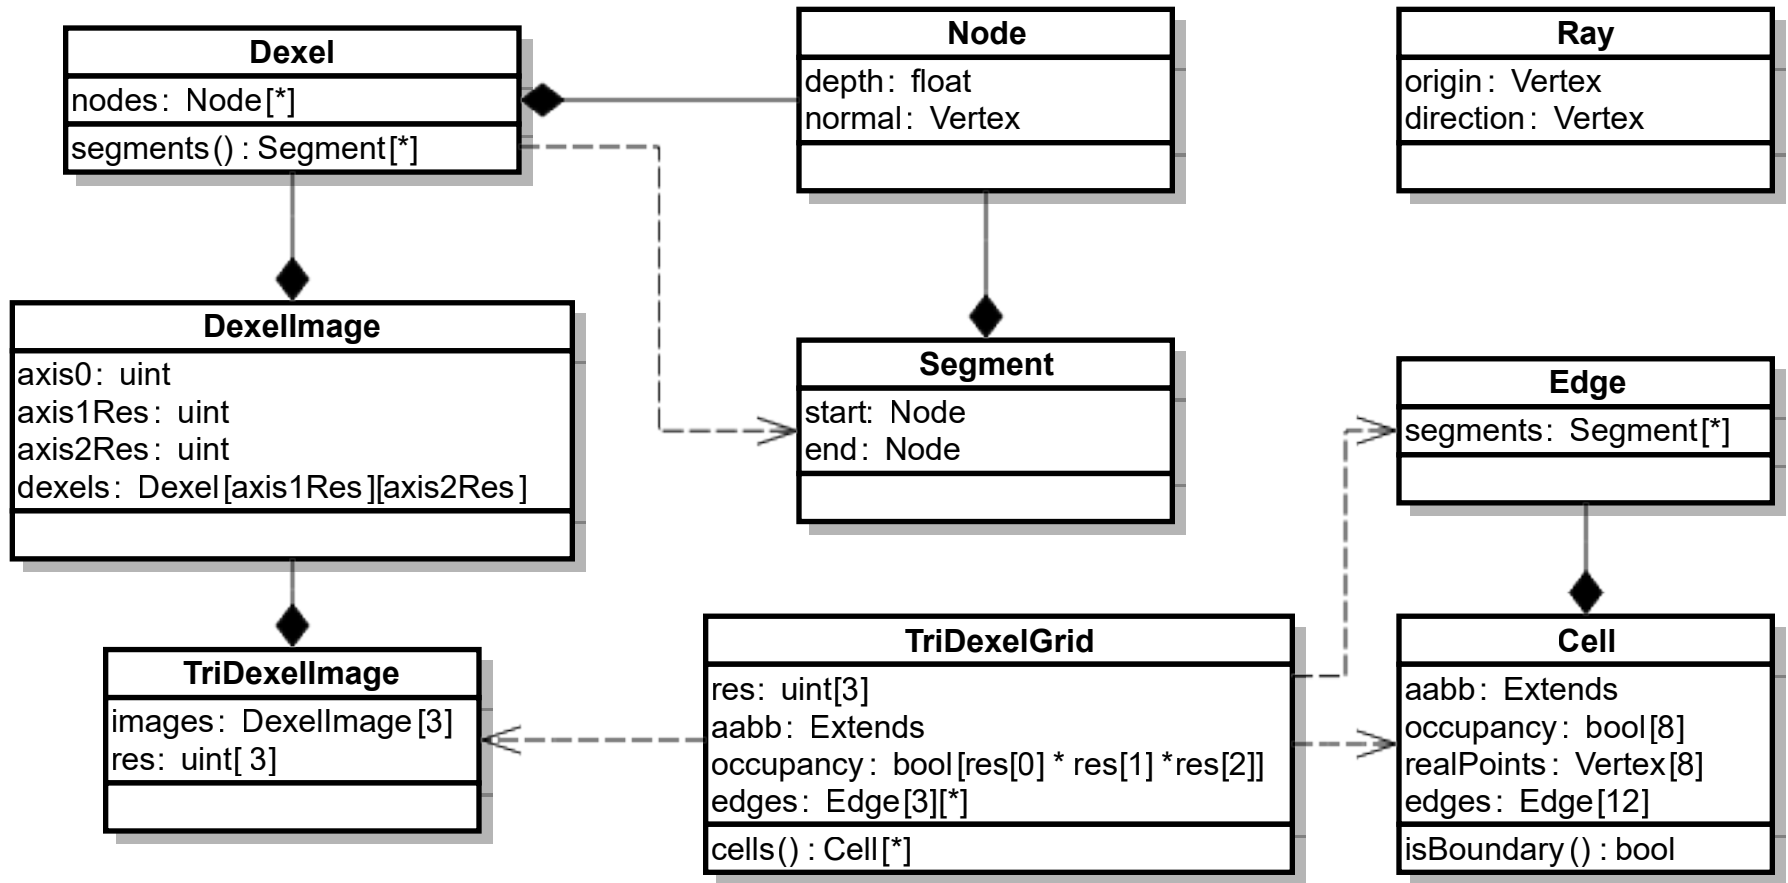 Dexel
nodes: Node[*]
segments() : Segment[*]
Node
depth: float
normal: Vertex
Ray
origin: Vertex
direction: Vertex
DexelImage
axis0: uint
axis1Res: uint
axis2Res: uint
dexels: Dexel[axis1Res][axis2Res]
Segment
start: Node
end: Node
Edge
segments: Segment[*]
TriDexelImage
images: DexelImage[3]
res: uint[ 3]
TriDexelGrid
res: uint[3]
aabb: Extends
occupancy: bool[res[0] * res[1] *res[2]]
edges: Edge[3][*]
cells() : Cell[*]
Cell
aabb: Extends
occupancy: bool[8]
realPoints: Vertex[8]
edges: Edge[12]
isBoundary() : bool